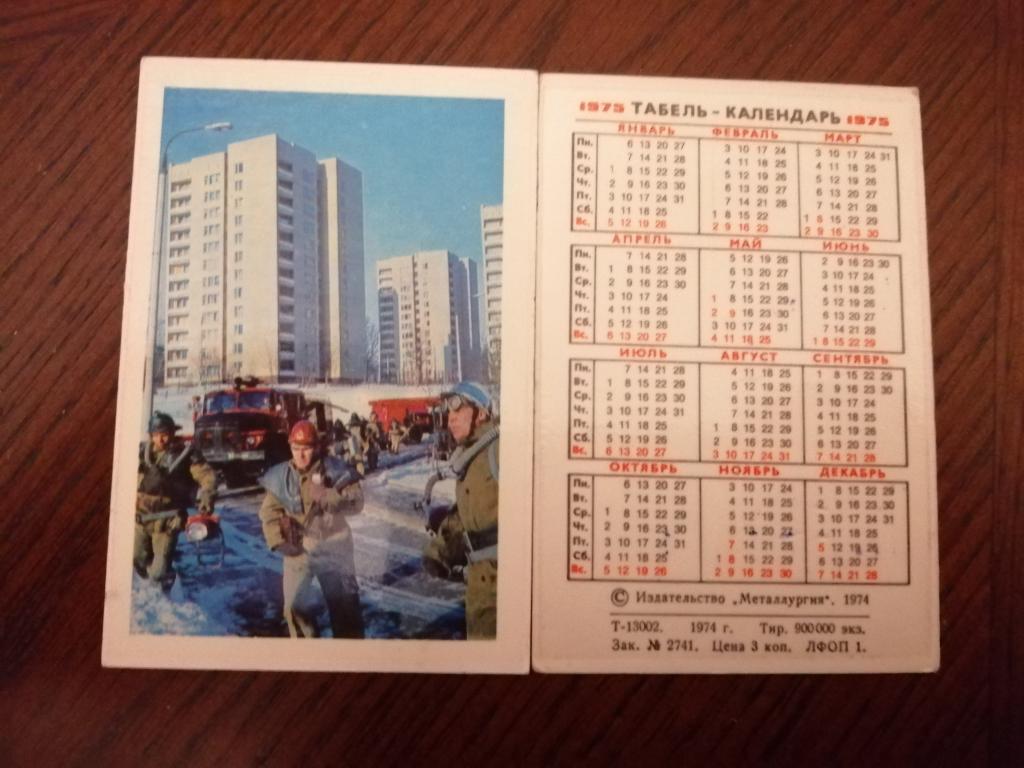 1975 ТАБЕЛЬ - КАЛЕНДАРЬ 1975
ЯНВАРЬ ФЕВРАЛЬ МАРТ
Пн. 6 13 20 27 3 10 17 24 3 10 17 24 31
Вт. 7 14 21 28 4 11 18 25 4 11 18 25
Ср. 1 8 15 22 29 5 12 19 26 5 12 19 26
Чт. 2 9 16 23 30 6 13 20 27 6 13 20 27
Пт. 3 10 17 24 31 7 14 21 28 7 14 21 28
Сб. 4 11 18 25 1 8 15 22 1 8 15 22 29
Вс. 5 12 19 26 2 9 16 23 2 9 16 23 30
АПРЕЛЬ МАЙ ИЮНЬ
Пн. 7 14 21 28 5 12 19 26 2 9 16 23 30
Вт. 1 8 15 22 29 6 13 20 27 3 10 17 24
Ср. 2 9 16 23 30 7 14 21 28 4 11 18 25
Чт. 3 10 17 24 1 8 15 22 29 5 12 19 26
Пт. 4 11 18 25 2 9 16 23 30 6 13 20 27
Сб. 5 12 19 26 3 10 17 24 31 7 14 21 28
Вс. 6 13 20 27 4 11 18 25 1 8 15 22 29
ИЮЛЬ АВГУСТ СЕНТЯБРЬ
Пн. 7 14 21 28 4 11 18 25 1 8 15 22 29
Вт. 1 8 15 22 29 5 12 19 26 2 9 16 23 30
Ср. 2 9 16 23 30 6 13 20 27 3 10 17 24
Чт. 3 10 17 24 31 7 14 21 28 4 11 18 25
Пт. 4 11 18 25 1 8 15 22 29 5 12 19 26
Сб. 5 12 19 26 2 9 16 23 30 6 13 20 27
Вс. 6 13 20 27 3 10 17 24 31 7 14 21 28
ОКТЯБРЬ НОЯБРЬ ДЕКАБРЬ
Пн. 6 13 20 27 3 10 17 24 1 8 15 22 29
Вт. 7 14 21 28 4 11 18 25 2 9 16 23 30
Ср. 1 8 15 22 29 5 12 19 26 3 10 17 24 31
Чт. 2 9 16 23 30 6 13 20 27 4 11 18 25
Пт. 3 10 17 24 31 7 14 21 28 5 12 19 26
Сб. 4 11 18 25 1 8 15 22 29 6 13 20 27
Вс. 5 12 19 26 2 9 16 23 30 7 14 21 28
© Издательство „Металлургия". 1974
Т-13002. 1974 г. Тир. 900000 экз.
Зак. № 2741. Цена 3 коп. ЛФОП 1.